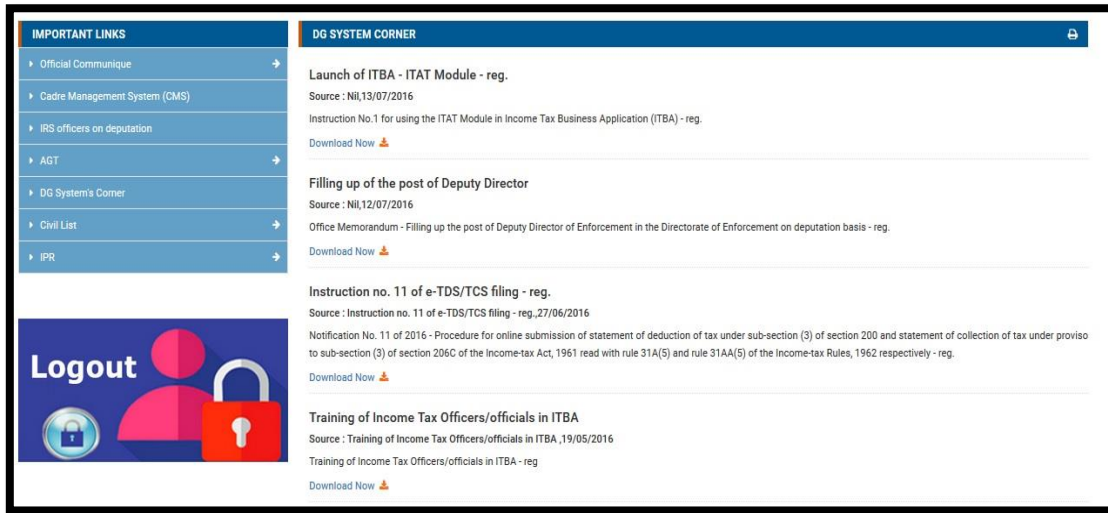 IMPORTANT LINKS
Official Communique
Cadre Management System (CMS)
IRS officers on deputation
AGT
DG System's Corner
Civil List
IPR
Logout
DG SYSTEM CORNER
Launch of ITBA - ITAT Module - reg.
Source : Nil,13/07/2016
Instruction No.1 for using the ITAT Module in Income Tax Business Application (ITBA) - reg.
Download Now
Filling up of the post of Deputy Director
Source : Nil,12/07/2016
Office Memorandum - Filling up the post of Deputy Director of Enforcement in the Directorate of Enforcement on deputation basis - reg.
Download Now
Instruction no. 11 of e-TDS/TCS filing - reg.
Source : Instruction no. 11 of e-TDS/TCS filing - reg.,27/06/2016
Notification No. 11 of 2016 - Procedure for online submission of statement of deduction of tax under sub-section (3) of section 200 and statement of collection of tax under proviso
to sub-section (3) of section 206C of the Income-tax Act, 1961 read with rule 31A(5) and rule 31AA(5) of the Income-tax Rules, 1962 respectively - reg.
Download Now
Training of Income Tax Officers/officials in ITBA
Source : Training of Income Tax Officers/officials in ITBA ,19/05/2016
Training of Income Tax Officers/officials in ITBA - reg
Download Now